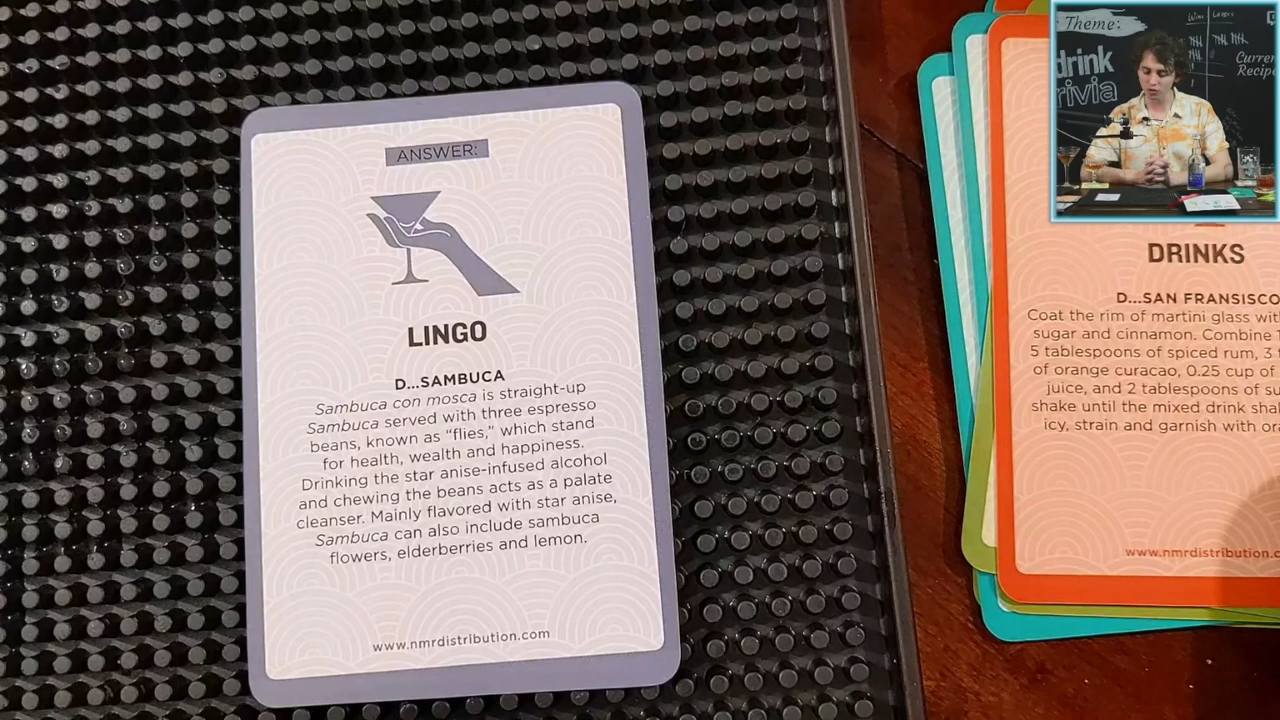 ANSWER:
LINGO
D...SAMBUCA
Sambuca con mosca is straight-up
Sambuca served with three espresso
beans, known as “flies,” which stand
for health, wealth and happiness.
Drinking the star anise-infused alcohol
and chewing the beans acts as a palate
cleanser. Mainly flavored with star anise,
Sambuca can also include sambuca
flowers, elderberries and lemon.
www.nmrdistribution.com
DRINKS
D...SAN FRANSISCO
Coat the rim of martini glass with
sugar and cinnamon. Combine
5 tablespoons of spiced rum, 3
of orange curacao, 0.25 cup of
juice, and 2 tablespoons of
shake until the mixed drink
icy, strain and garnish with
www.nmrdistribution.c
Theme:
drink
rivia
Wins Losses
Curren
Recipe